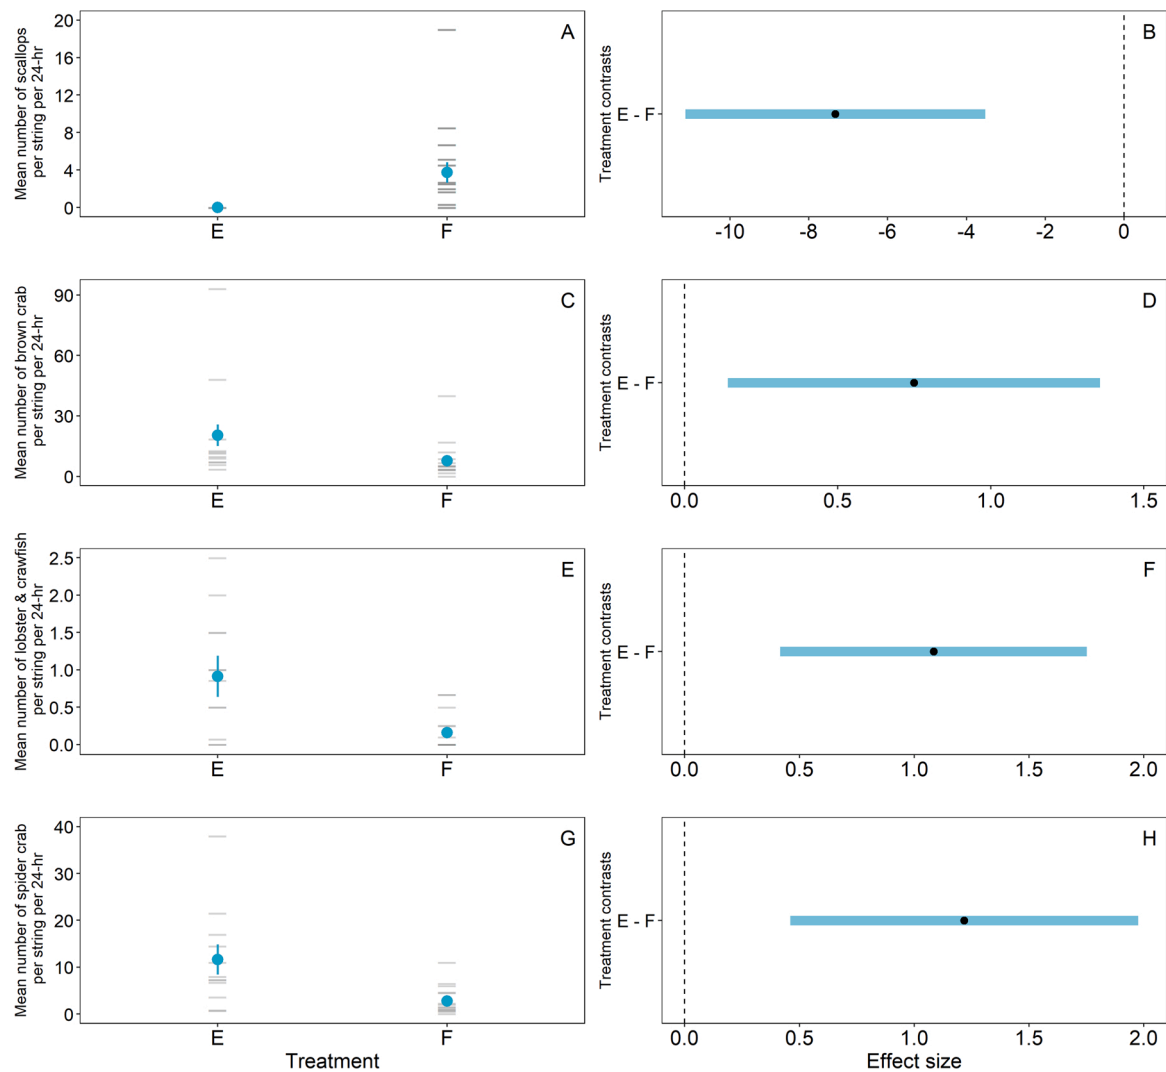 Mean number of scallops
per string per 24-hr
20
16
12
8
4
0
A
E
F
Treatment contrasts
E - F
B
-10
-8
-6
-4
-2
0
Mean number of brown crab
per string per 24-hr
90
60
30
0
C
E
F
Treatment contrasts
E - F
D
0.0
0.5
1.0
1.5
Mean number of lobster & crawfish
per string per 24-hr
2.5
2.0
1.5
1.0
0.5
0.0
E
E
F
Treatment contrasts
E - F
F
0.0
0.5
1.0
1.5
2.0
Mean number of spider crab
per string per 24-hr
40
30
20
10
0
G
E
F
Treatment
Treatment contrasts
E - F
H
0.0
0.5
1.0
1.5
2.0
Effect size